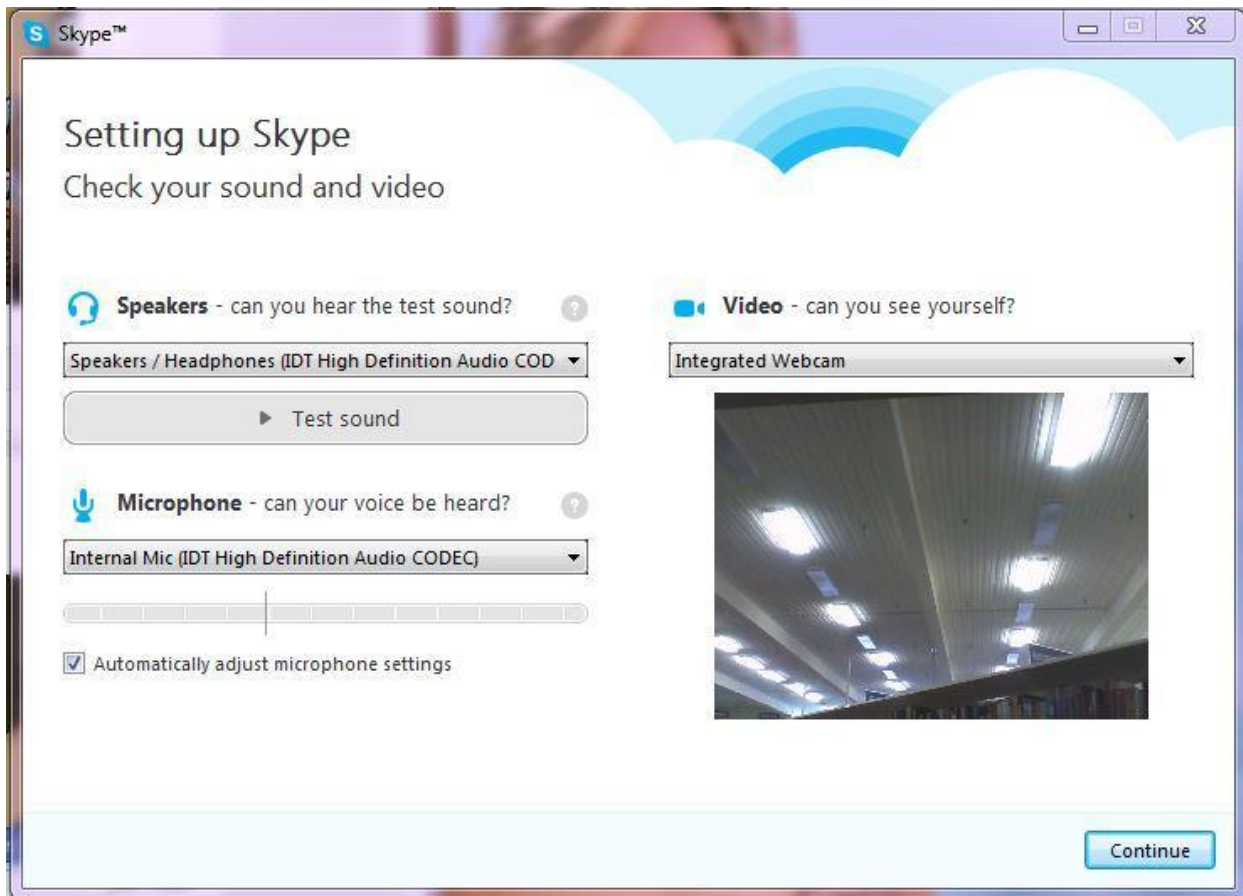 Skype™
Setting up Skype
Check your sound and video
Speakers - can you hear the test sound?
Speakers / Headphones (IDT High Definition Audio COD
Test sound
Microphone - can your voice be heard?
Internal Mic (IDT High Definition Audio CODEC)
Automatically adjust microphone settings
Video - can you see yourself?
Integrated Webcam
Continue